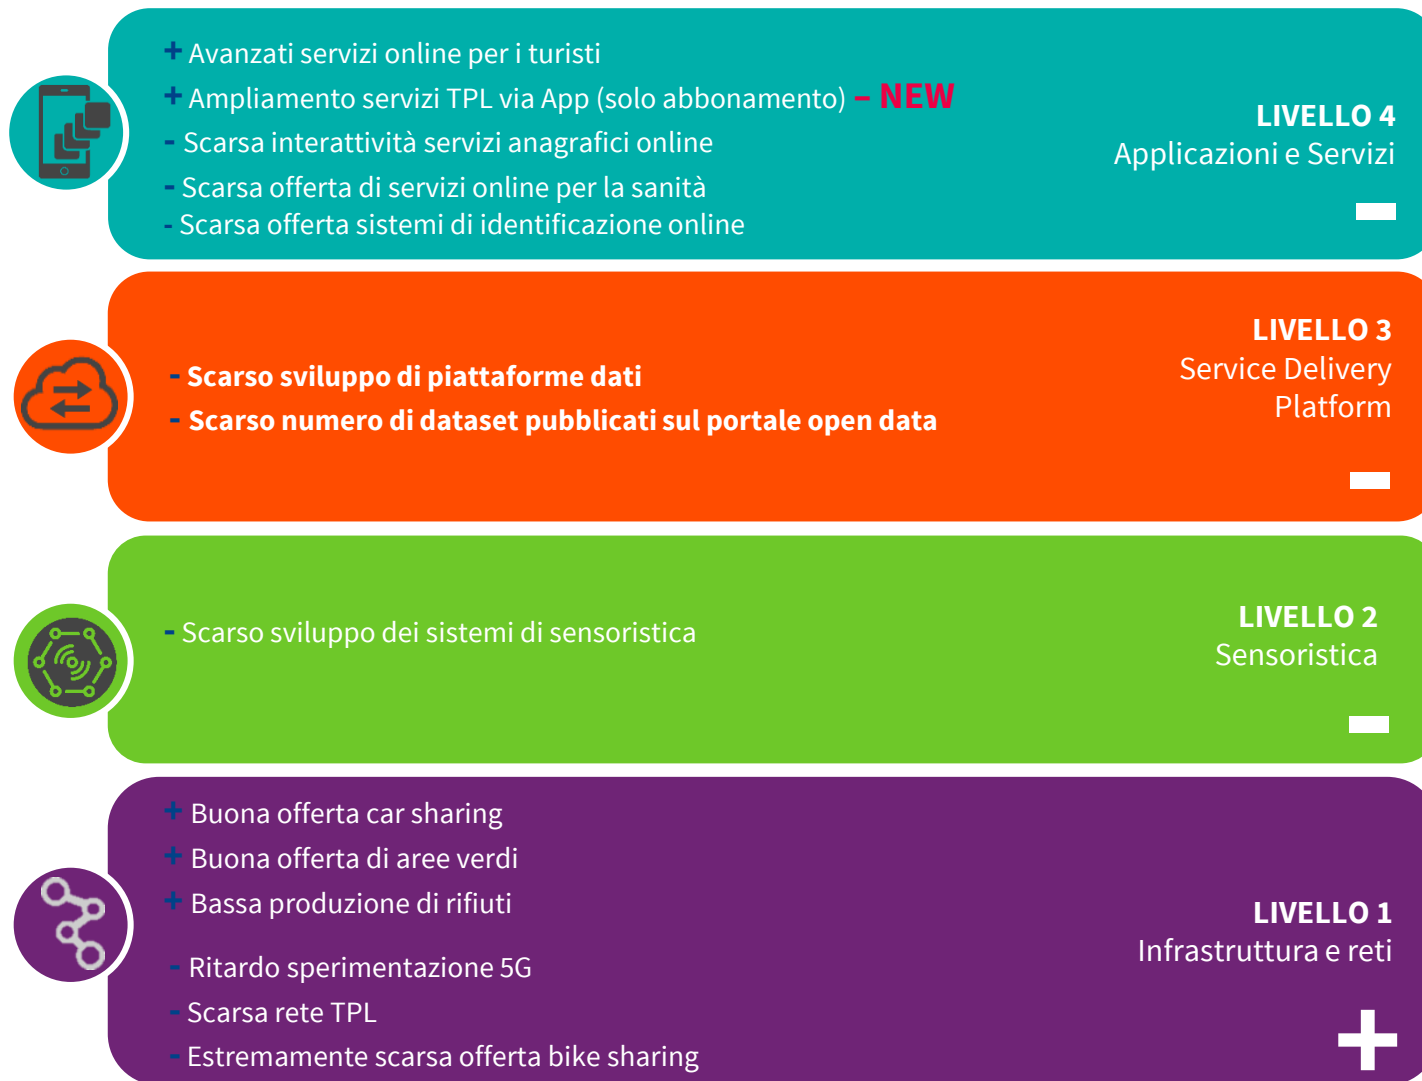 + Avanzati servizi online per i turisti
+ Ampliamento servizi TPL via App (solo abbonamento) – NEW
- Scarsa interattività servizi anagrafici online
- Scarsa offerta di servizi online per la sanità
- Scarsa offerta sistemi di identificazione online
LIVELLO 4
Applicazioni e Servizi
-
- Scarso sviluppo di piattaforme dati
- Scarso numero di dataset pubblicati sul portale open data
LIVELLO 3
Service Delivery
Platform
-
- Scarso sviluppo dei sistemi di sensoristica
LIVELLO 2
Sensoristica
-
+ Buona offerta car sharing
+ Buona offerta di aree verdi
+ Bassa produzione di rifiuti
- Ritardo sperimentazione 5G
- Scarsa rete TPL
- Estremamente scarsa offerta bike sharing
LIVELLO 1
Infrastruttura e reti
+